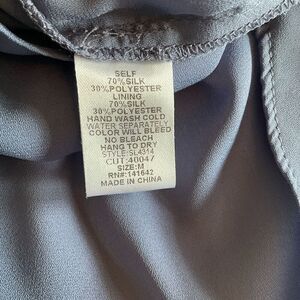 SELF
70%SILK
30%POLYESTER
LINING
70%SILK
30%POLYESTER
HAND WASH COLD
WATER SEPARATELY
COLOR WILL BLEED
NO BLEACH
HANG TO DRY
STYLE:SL4314
CUT:40047
SIZE:M
RN#:141642
MADE IN CHINA